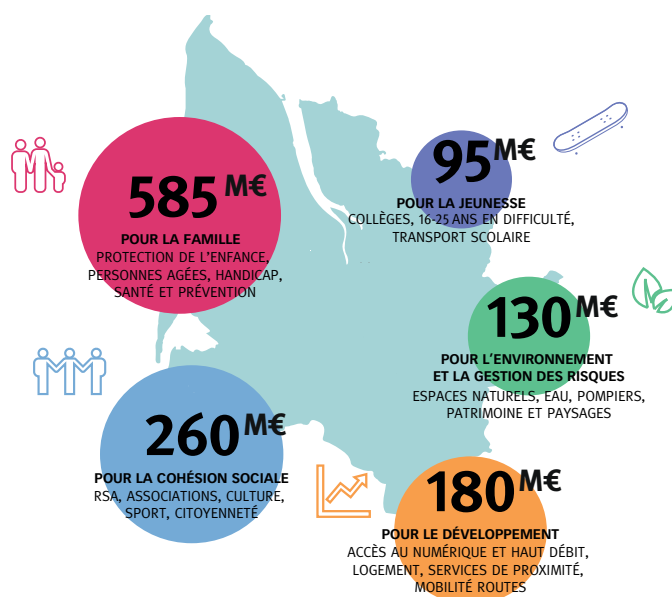 585 M€
POUR LA FAMILLE
PROTECTION DE L'ENFANCE,
PERSONNES AGÉES, HANDICAP,
SANTÉ ET PRÉVENTION
95 M€
POUR LA JEUNESSE
COLLÈGES, 16-25 ANS EN DIFFICULTÉ,
TRANSPORT SCOLAIRE
130 M€
POUR L'ENVIRONNEMENT
ET LA GESTION DES RISQUES
ESPACES NATURELS, EAU, POMPIERS,
PATRIMOINE ET PAYSAGES
260 M€
POUR LA COHÉSION SOCIALE
RSA, ASSOCIATIONS, CULTURE,
SPORT, CITOYENNETÉ
180 M€
POUR LE DÉVELOPPEMENT
ACCÈS AU NUMÉRIQUE ET HAUT DÉBIT,
LOGEMENT, SERVICES DE PROXIMITÉ,
MOBILITÉ ROUTES